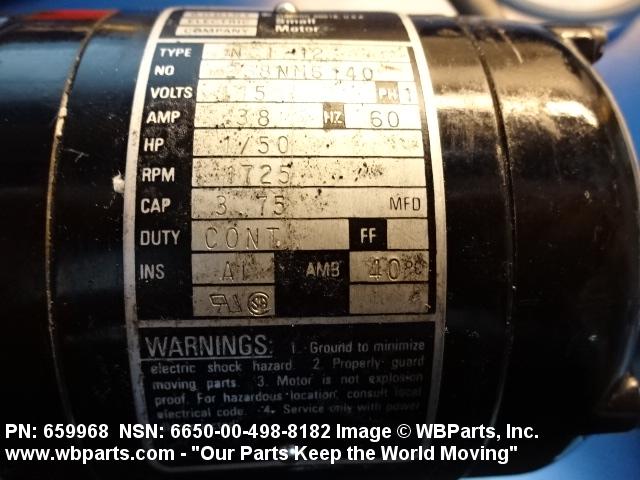 ELECTRIC Small
COMPANY Motor
TYPE
NO
VOLTS PH 1
AMP 38 HZ 60
HP 1/50
RPM 1725
CAP 3.75 MFD
DUTY CONT FF
INS AMB 40°C
WARNINGS: 1. Ground to minimize
electric shock hazard. 2. Properly guard
moving parts. 3. Motor is not explosion
proof. For hazardous location, consult local
electrical code. 4. Service only with power
PN: 659968 NSN: 6650-00-498-8182 Image © WBParts, Inc.
www.wbparts.com - "Our Parts Keep the World Moving"